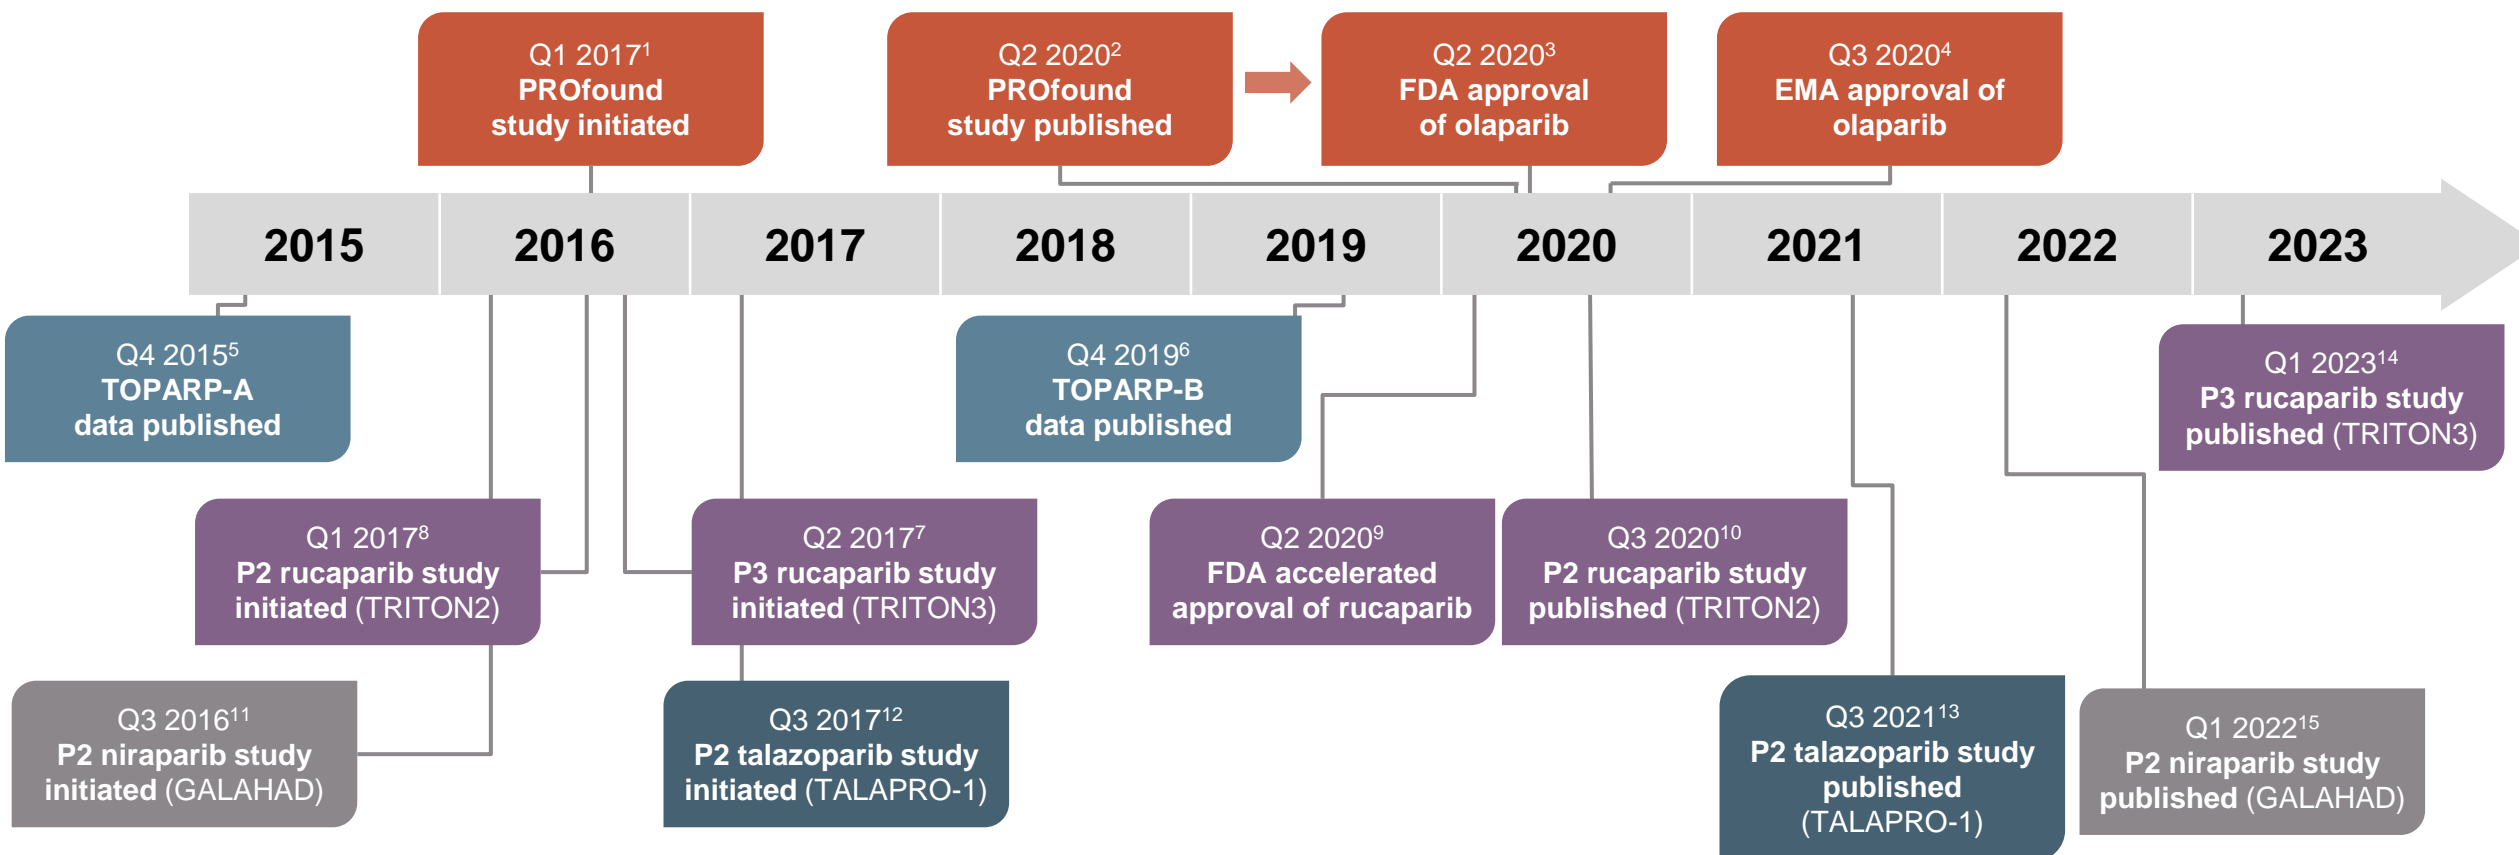 Q1 2017¹
PROfound
study initiated
Q2 2020²
PROfound
study published
Q2 2020³
FDA approval
of olaparib
Q3 2020⁴
EMA approval of
olaparib
2015
2016
2017
2018
2019
2020
2021
2022
2023
Q4 2015⁵
TOPARP-A
data published
Q4 2019⁶
TOPARP-B
data published
Q1 2023¹⁴
P3 rucaparib study
published (TRITON3)
Q1 2017⁸
P2 rucaparib study
initiated (TRITON2)
Q2 2017⁷
P3 rucaparib study
initiated (TRITON3)
Q2 2020⁹
FDA accelerated
approval of rucaparib
Q3 2020¹⁰
P2 rucaparib study
published (TRITON2)
Q3 2016¹¹
P2 niraparib study
initiated (GALAHAD)
Q3 2017¹²
P2 talazoparib study
initiated (TALAPRO-1)
Q3 2021¹³
P2 talazoparib study
published
(TALAPRO-1)
Q1 2022¹⁵
P2 niraparib study
published (GALAHAD)